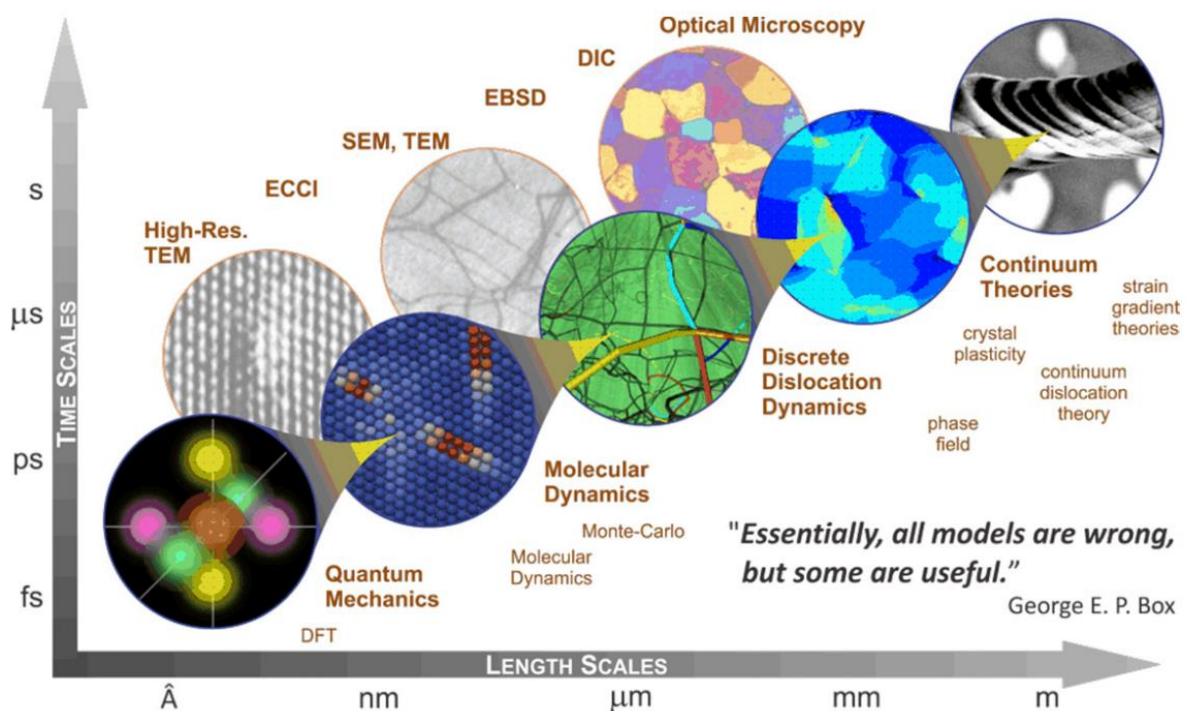 Optical Microscopy
DIC
EBSD
SEM, TEM
ECCI
High-Res.
TEM
TIME SCALES
s
μs
ps
fs
Continuum
Theories
strain
gradient
theories
crystal
plasticity
continuum
dislocation
theory
phase
field
Discrete
Dislocation
Dynamics
Molecular
Dynamics
Monte-Carlo
Molecular
Dynamics
Quantum
Mechanics
DFT
"Essentially, all models are wrong,
but some are useful.”
George E. P. Box
LENGTH SCALES
Â
nm
μm
mm
m